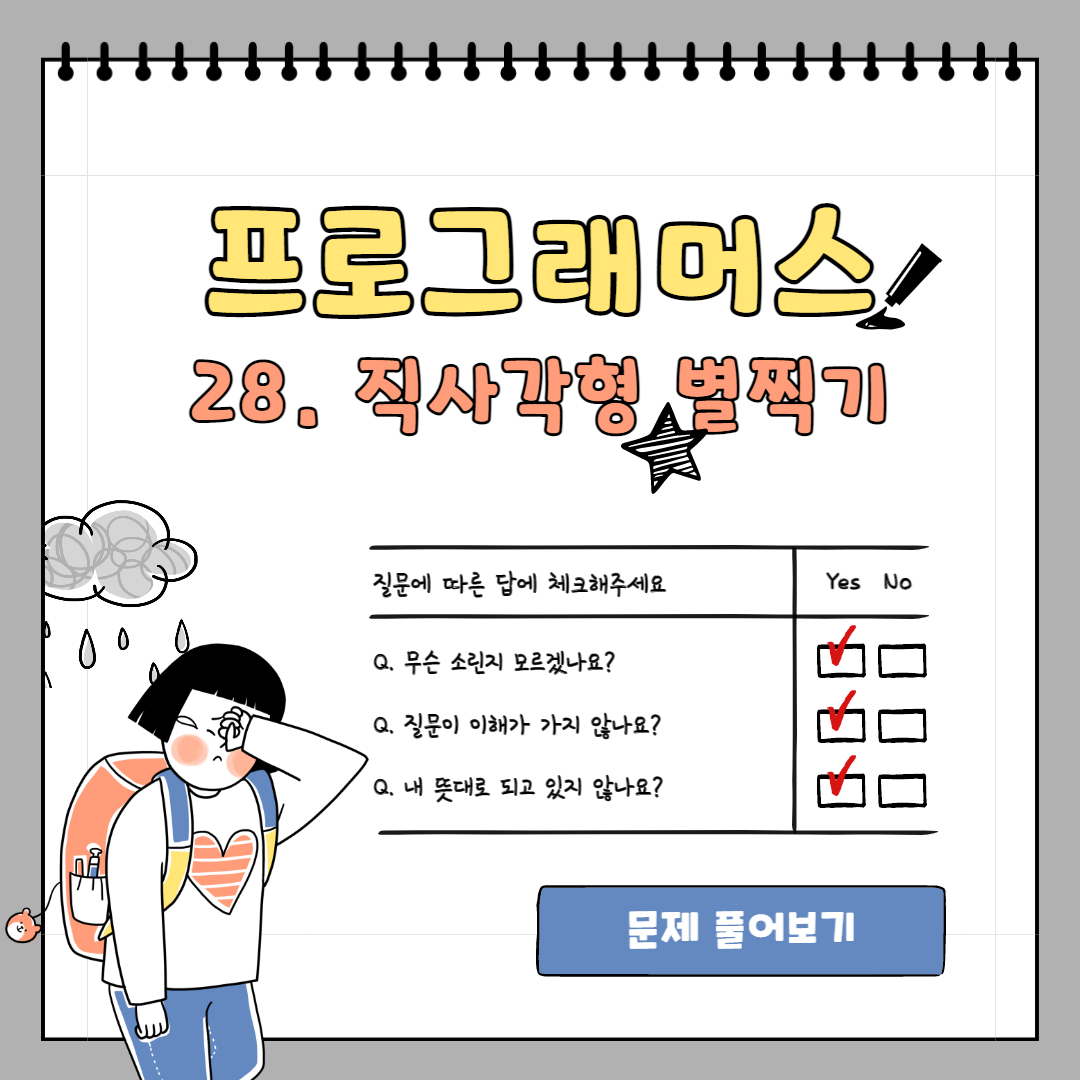 프로그래머스
28. 직사각형 별찍기
질문에 따른 답에 체크해주세요 Yes No
Q. 무슨 소린지 모르겠나요?
Q. 질문이 이해가 가지 않나요?
Q. 내 뜻대로 되고 있지 않나요?
문제 풀어보기